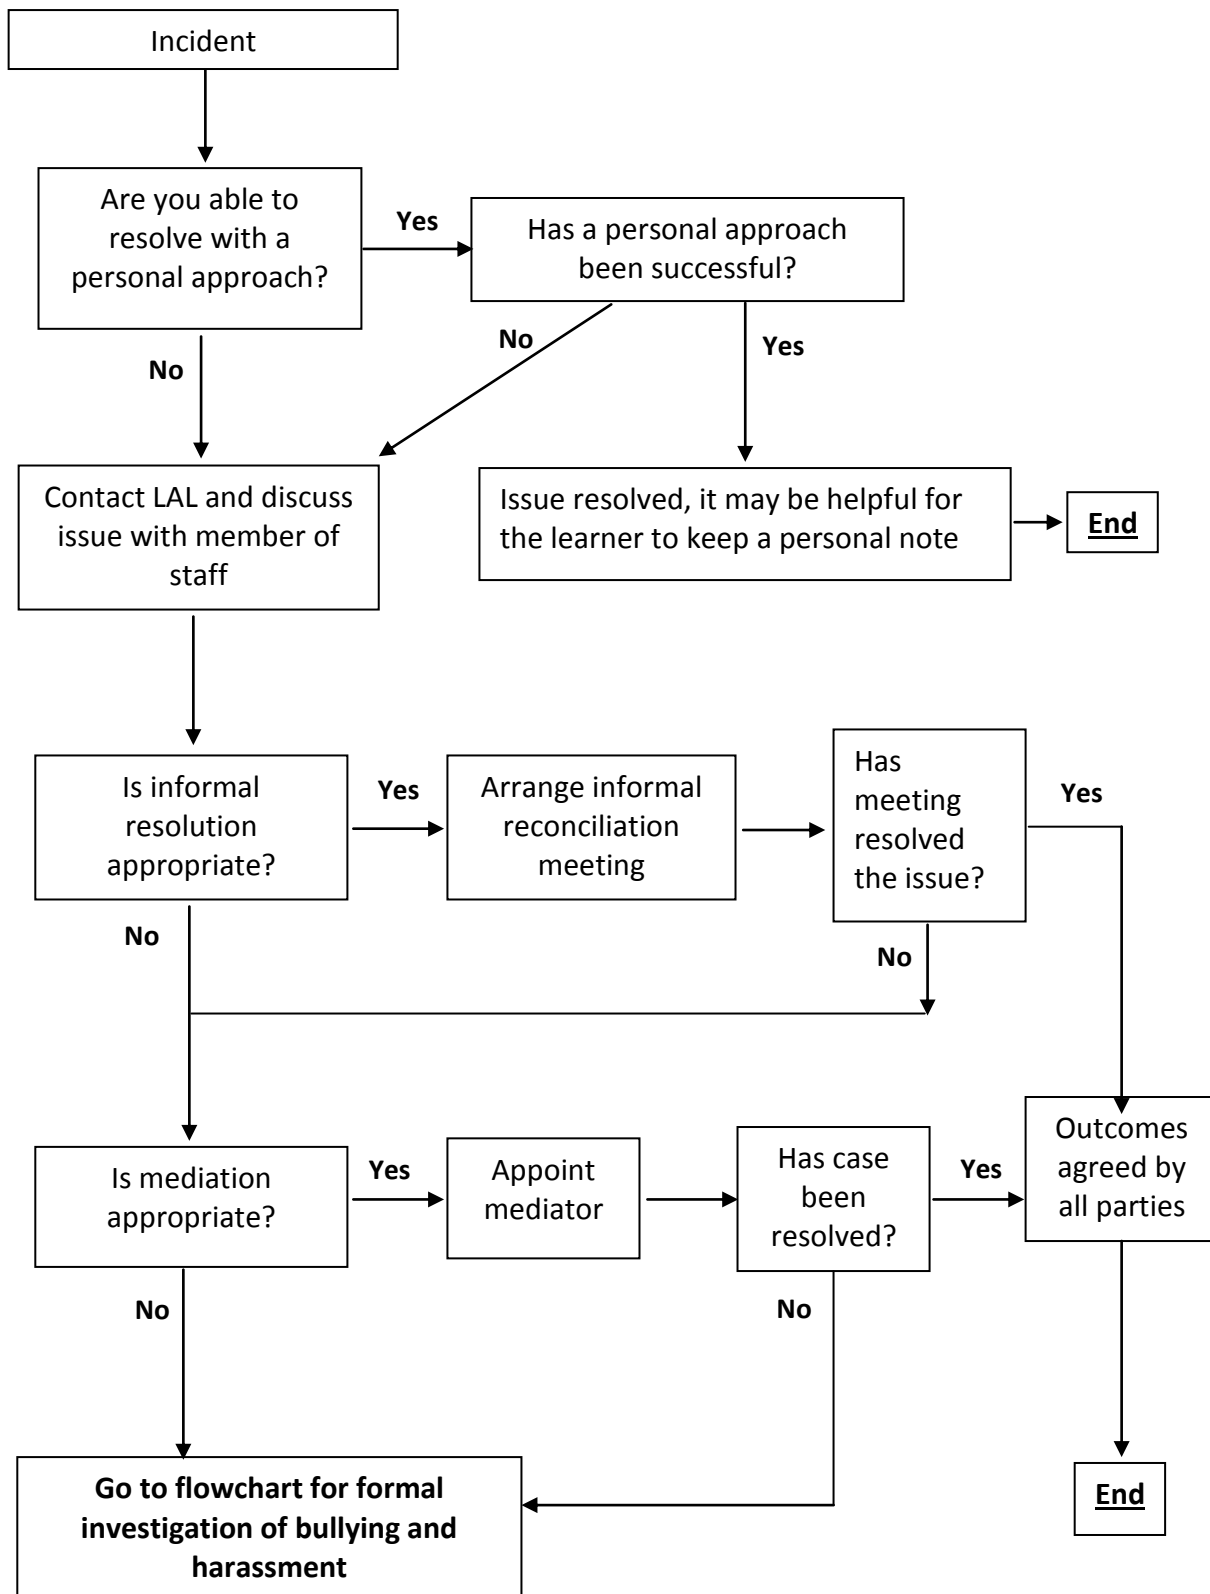 Incident
Are you able to
resolve with a
personal approach?
Yes
Has a personal approach
been successful?
No
No
Yes
Contact LAL and discuss
issue with member of
staff
Issue resolved, it may be helpful for
the learner to keep a personal note
End
Is informal
resolution
appropriate?
Yes
Arrange informal
reconciliation
meeting
Has
meeting
resolved
the issue?
Yes
No
No
Is mediation
appropriate?
Yes
Appoint
mediator
Has case
been
resolved?
Yes
Outcomes
agreed by
all parties
No
No
Go to flowchart for formal
investigation of bullying and
harassment
End